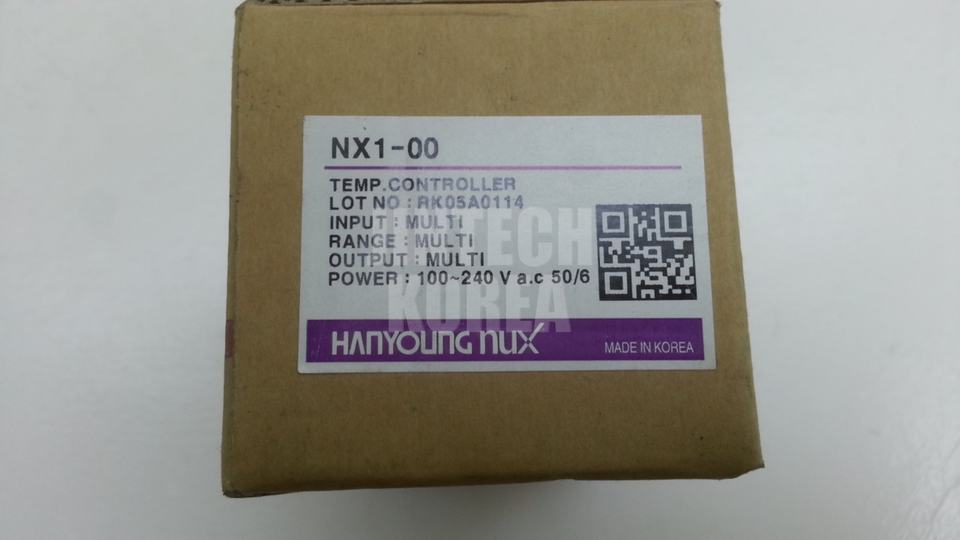 NX1-00
TEMP.CONTROLLER
LOT NO : RK05A0114
INPUT : MULTI
RANGE : MULTI
OUTPUT : MULTI
POWER : 100~240 V a.c 50/6
HANYOUNG NUX
MADE IN KOREA
KOREA